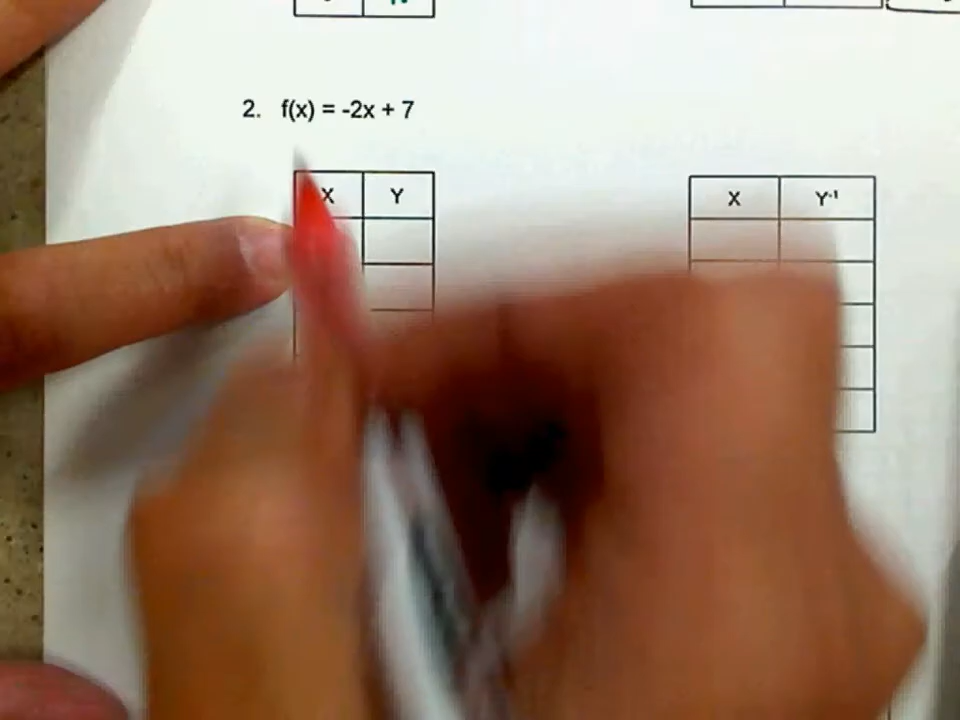 2. f(x) = -2x + 7
X Y
X Y⁻¹